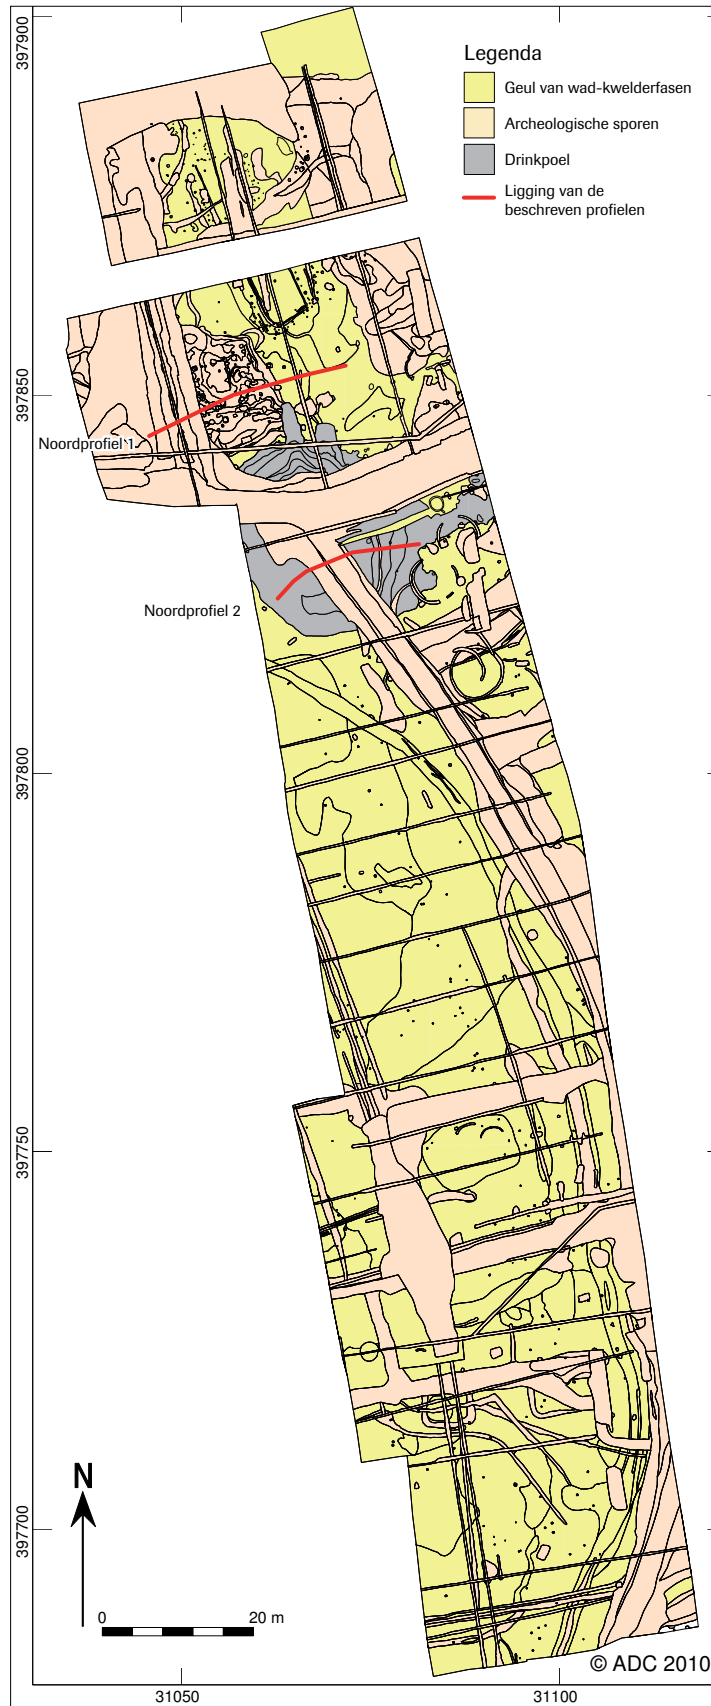 397900
Legenda
Geul van wad-kwelderfasen
Archeologische sporen
Drinkpoel
Ligging van de
beschreven profielen
397850
Noordprofiel 1
Noordprofiel 2
397800
397750
N
397700
0 20 m
© ADC 2010
31050 31100